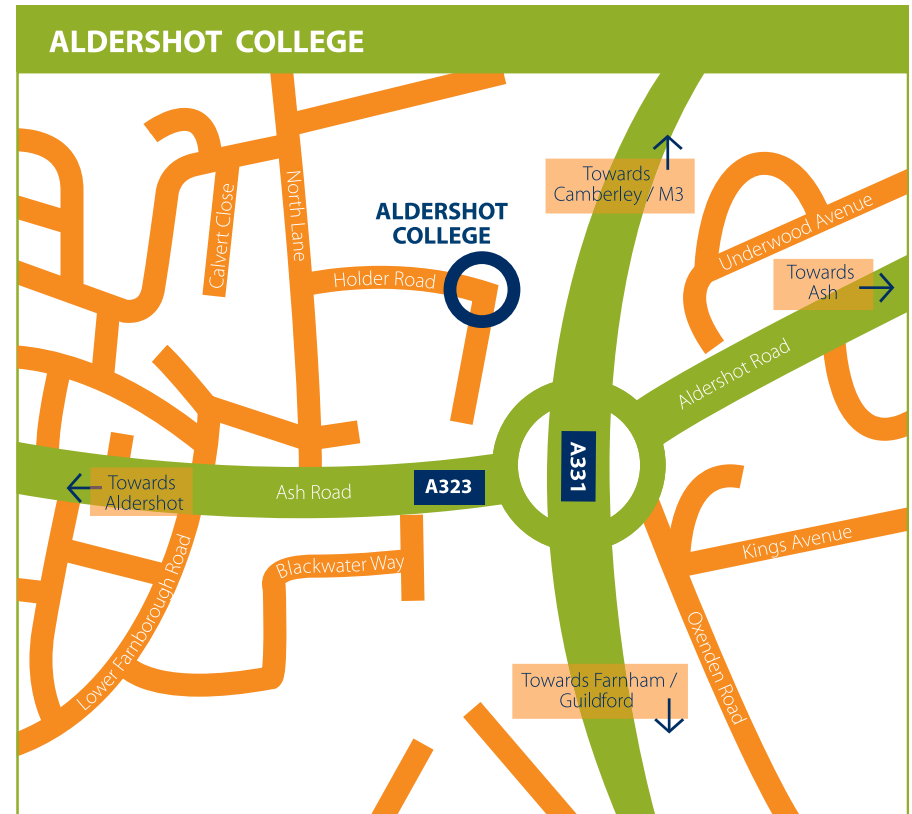 ALDERSHOT COLLEGE
Towards
Camberley / M3
Underwood Avenue
North Lane
Calvert Close
ALDERSHOT
COLLEGE
Holder Road
Towards
Ash
Aldershot Road
A331
A323
Towards
Aldershot
Ash Road
Kings Avenue
Blackwater Way
Lower Farnborough Road
Oxenden Road
Towards Farnham /
Guildford